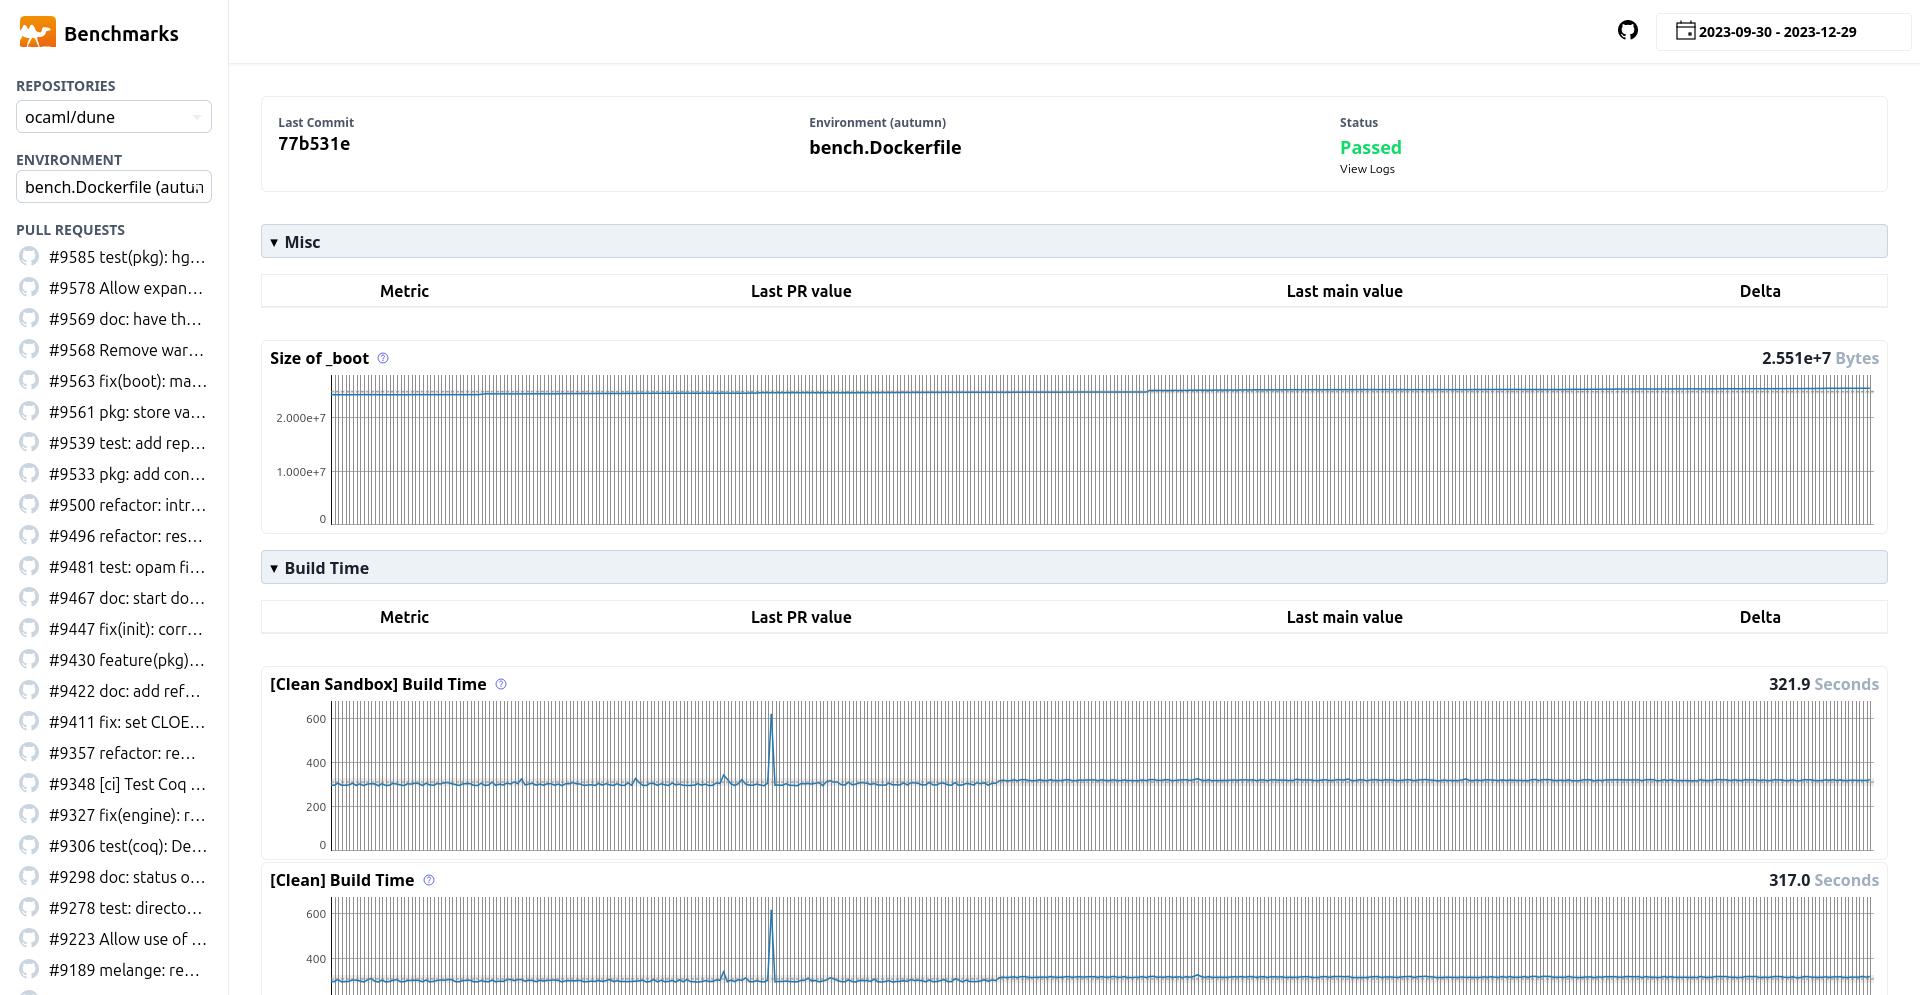 Benchmarks
2023-09-30 - 2023-12-29
REPOSITORIES
ocaml/dune
ENVIRONMENT
bench.Dockerfile (autun
PULL REQUESTS
#9585 test(pkg): hg…
#9578 Allow expan…
#9569 doc: have th…
#9568 Remove war…
#9563 fix(boot): ma…
#9561 pkg: store va…
#9539 test: add rep…
#9533 pkg: add con…
#9500 refactor: intr…
#9496 refactor: res…
#9481 test: opam fi…
#9467 doc: start do…
#9447 fix(init): corr…
#9430 feature(pkg)…
#9422 doc: add ref…
#9411 fix: set CLOE…
#9357 refactor: re…
#9348 [ci] Test Coq …
#9327 fix(engine): r…
#9306 test(coq): De…
#9298 doc: status o…
#9278 test: directo…
#9223 Allow use of …
#9189 melange: re…
Last Commit
77b531e
Environment (autumn)
bench.Dockerfile
Status
Passed
View Logs
▾ Misc
Metric Last PR value Last main value Delta
Size of _boot ? 2.551e+7 Bytes
2.000e+7
1.000e+7
0
▾ Build Time
Metric Last PR value Last main value Delta
[Clean Sandbox] Build Time ? 321.9 Seconds
600
400
200
0
[Clean] Build Time ? 317.0 Seconds
600
400